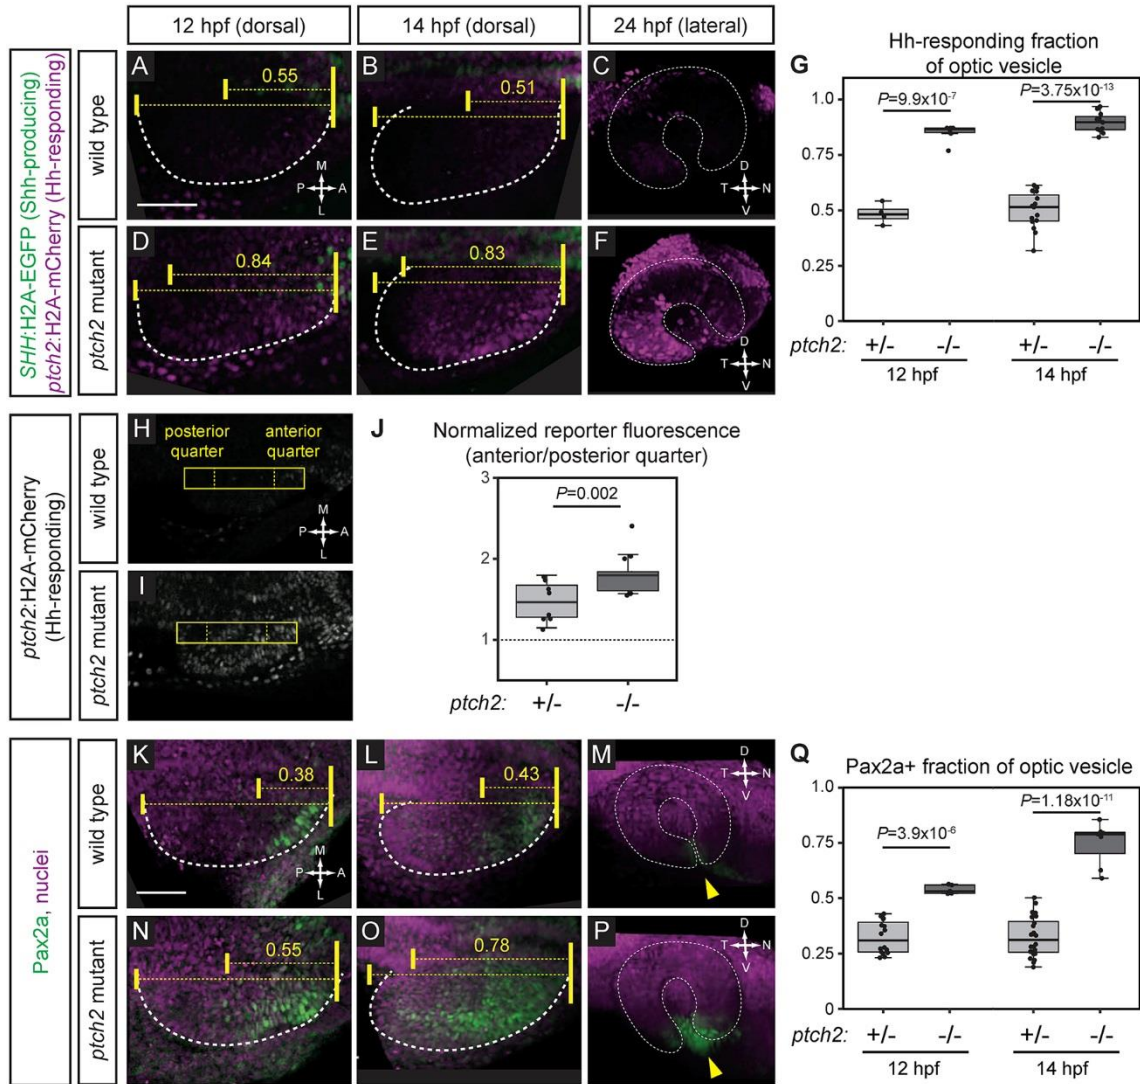 12 hpf (dorsal)
14 hpf (dorsal)
24 hpf (lateral)
SHH:H2A-EGFP (Shh-producing)
ptch2:H2A-mCherry (Hh-responding)
wild type
A
0.55
M
P
A
L
B
0.51
C
D
T
N
V
ptch2 mutant
D
0.84
E
0.83
F
D
T
N
V
G
Hh-responding fraction
of optic vesicle
P=9.9x10⁻⁷
P=3.75x10⁻¹³
1.0
0.75
0.5
0.25
0
ptch2:
+/-
-/-
+/-
-/-
12 hpf
14 hpf
ptch2:H2A-mCherry
(Hh-responding)
wild type
H
posterior
quarter
anterior
quarter
M
P
A
L
ptch2 mutant
I
J
Normalized reporter fluorescence
(anterior/posterior quarter)
P=0.002
3
2
1
ptch2:
+/-
-/-
Pax2a, nuclei
wild type
K
0.38
M
P
A
L
L
0.43
M
D
T
N
V
ptch2 mutant
N
0.55
O
0.78
P
D
T
N
V
Q
Pax2a+ fraction of optic vesicle
P=3.9x10⁻⁶
P=1.18x10⁻¹¹
1.0
0.75
0.5
0.25
0
ptch2:
+/-
-/-
+/-
-/-
12 hpf
14 hpf